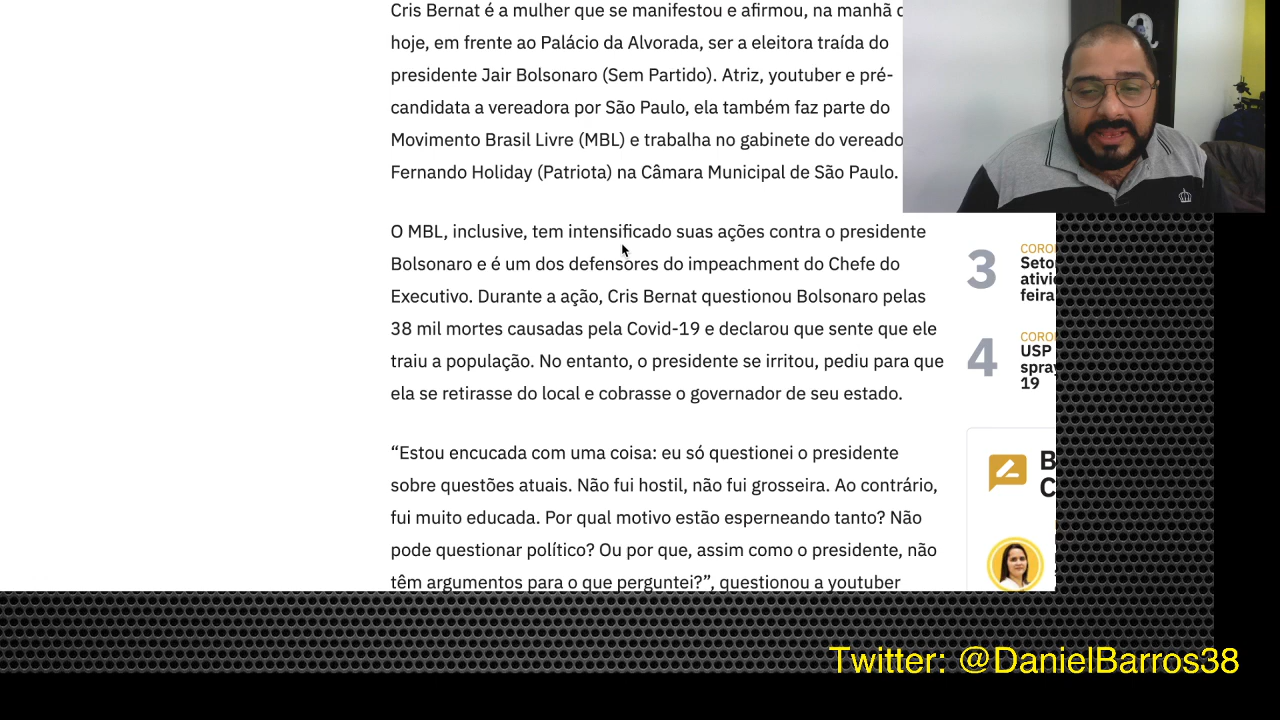 Cris Bernat é a mulher que se manifestou e afirmou, na manhã
hoje, em frente ao Palácio da Alvorada, ser a eleitora traída do
presidente Jair Bolsonaro (Sem Partido). Atriz, youtuber e pré-
candidata a vereadora por São Paulo, ela também faz parte do
Movimento Brasil Livre (MBL) e trabalha no gabinete do vereado
Fernando Holiday (Patriota) na Câmara Municipal de São Paulo.
O MBL, inclusive, tem intensificado suas ações contra o presidente
Bolsonaro e é um dos defensores do impeachment do Chefe do
Executivo. Durante a ação, Cris Bernat questionou Bolsonaro pelas
38 mil mortes causadas pela Covid-19 e declarou que sente que ele
traiu a população. No entanto, o presidente se irritou, pediu para que
ela se retirasse do local e cobrasse o governador de seu estado.
“Estou encucada com uma coisa: eu só questionei o presidente
sobre questões atuais. Não fui hostil, não fui grosseira. Ao contrário,
fui muito educada. Por qual motivo estão esperneando tanto? Não
pode questionar político? Ou por que, assim como o presidente, não
têm argumentos para o que perguntei?”, questionou a youtuber
3
CORO
Seto
ativi
feira
4
CORO
USP
spray
19
B
C
Twitter: @DanielBarros38